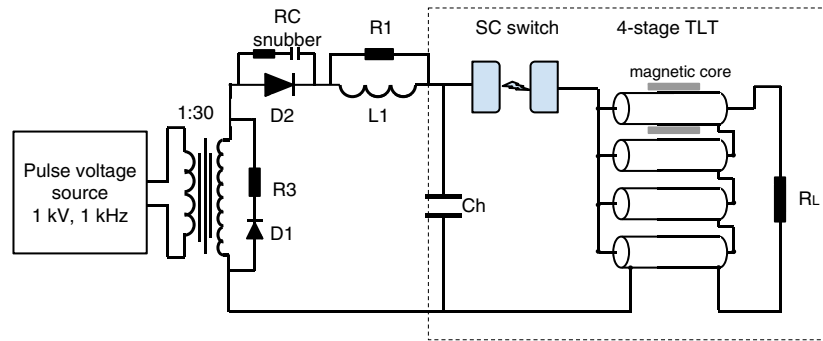 RC
snubber
R1
SC switch
4-stage TLT
magnetic core
1:30
D2
L1
Pulse voltage
source
1 kV, 1 kHz
R3
D1
Ch
RL